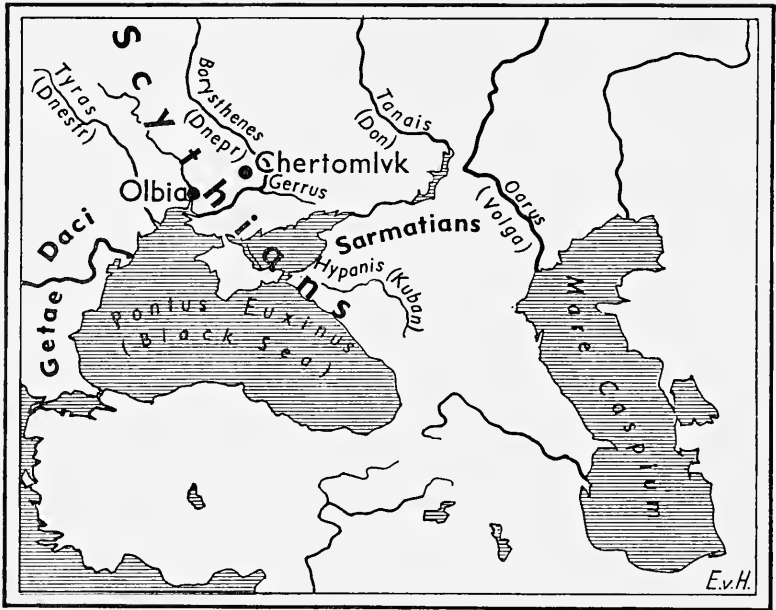 Scythians
Tyras
(Dnestr)
Borysthenes
(Dnepr)
Tanais
(Don)
Chertomlvk
Gerrus
Olbia
Oarus
(Volga)
Daci
Sarmatians
Hypanis (Kuban)
Getae
Pontus Euxinus
(Black Sea)
Mare Caspium
E.v.H.